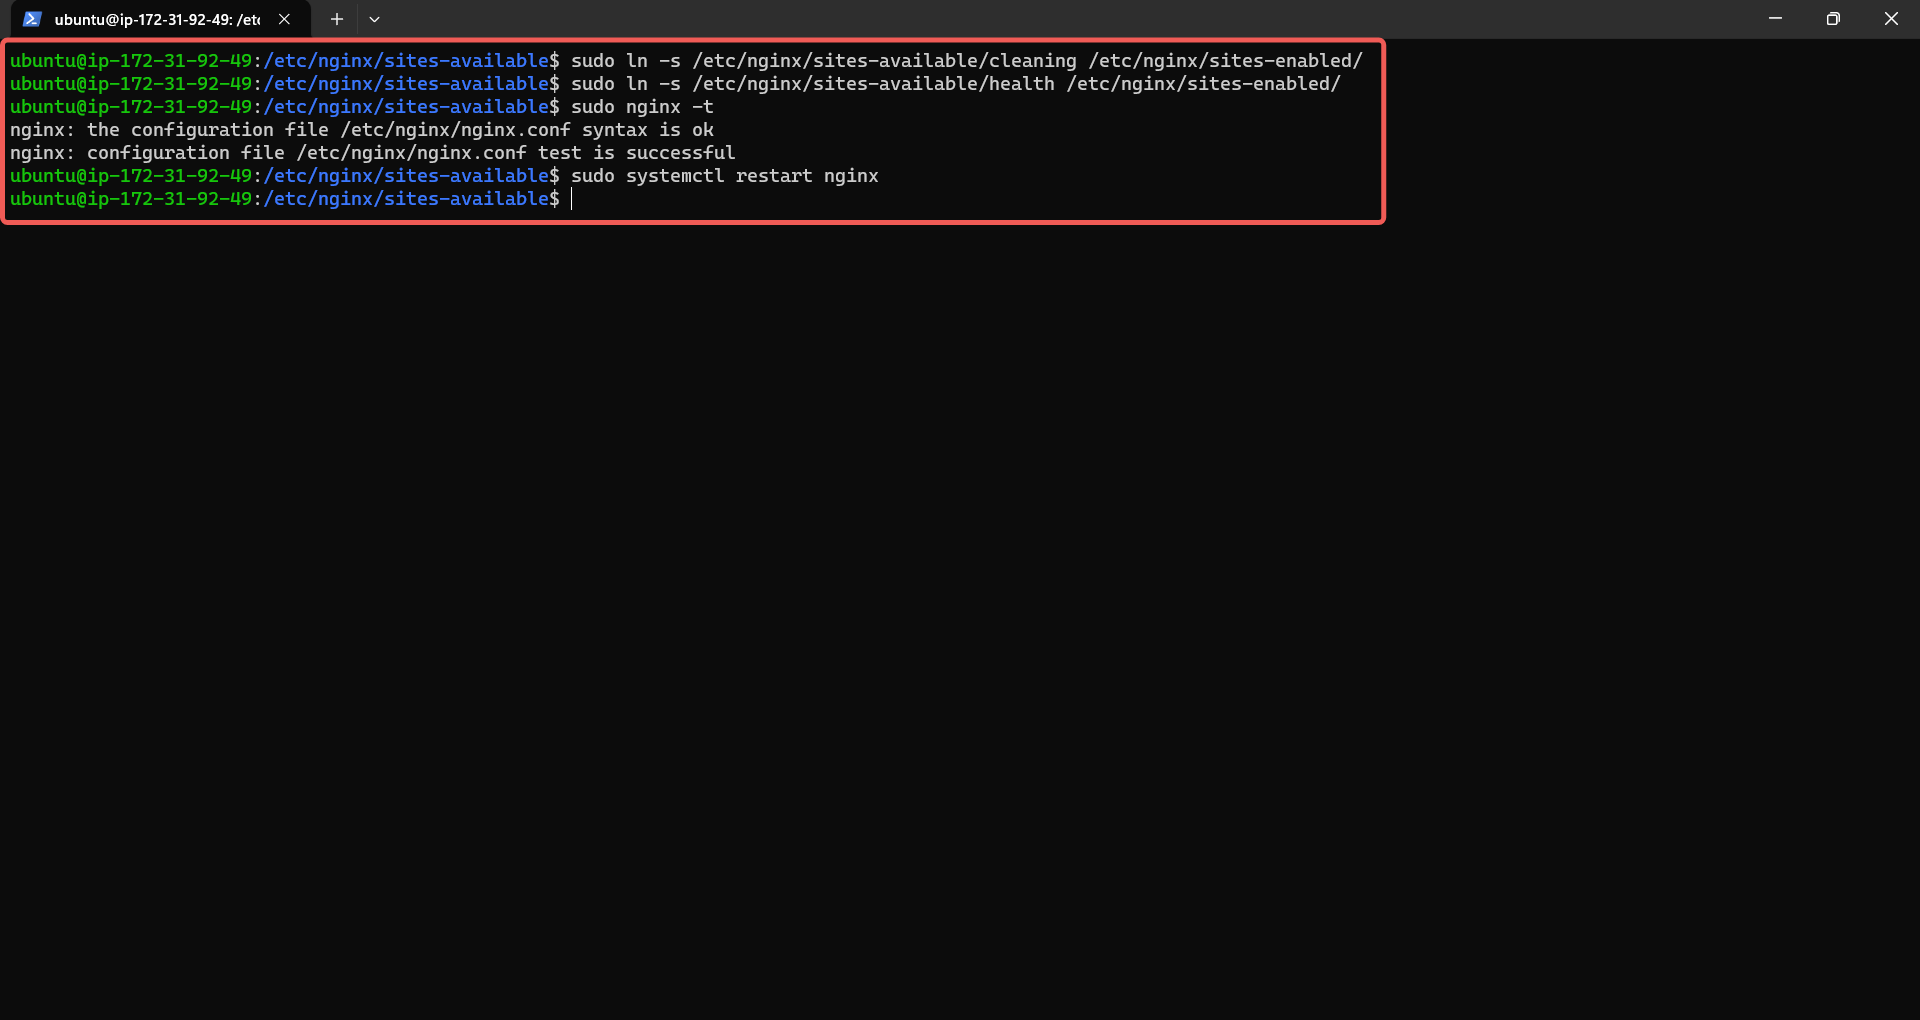 ubuntu@ip-172-31-92-49: /etc
ubuntu@ip-172-31-92-49:/etc/nginx/sites-available$ sudo ln -s /etc/nginx/sites-available/cleaning /etc/nginx/sites-enabled/
ubuntu@ip-172-31-92-49:/etc/nginx/sites-available$ sudo ln -s /etc/nginx/sites-available/health /etc/nginx/sites-enabled/
ubuntu@ip-172-31-92-49:/etc/nginx/sites-available$ sudo nginx -t
nginx: the configuration file /etc/nginx/nginx.conf syntax is ok
nginx: configuration file /etc/nginx/nginx.conf test is successful
ubuntu@ip-172-31-92-49:/etc/nginx/sites-available$ sudo systemctl restart nginx
ubuntu@ip-172-31-92-49:/etc/nginx/sites-available$